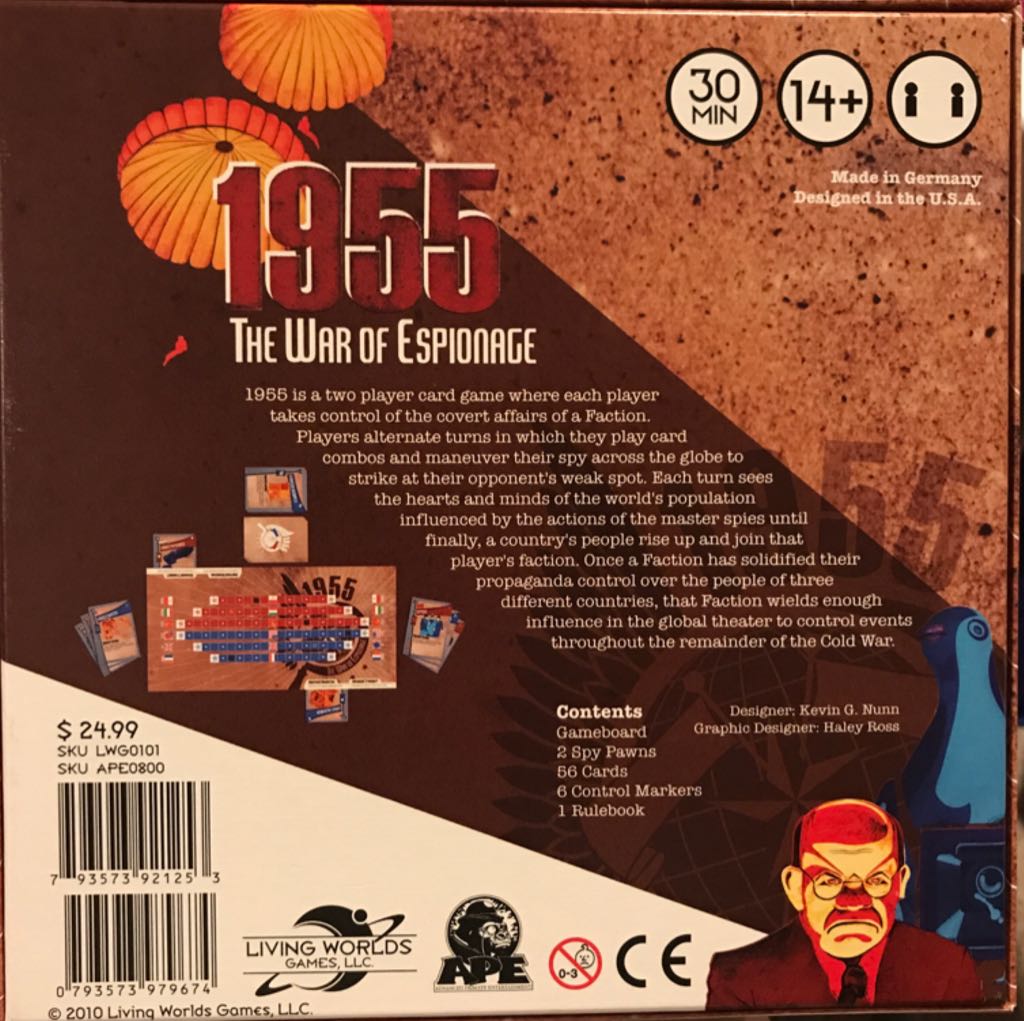 30
MIN
14+
Made in Germany
Designed in the U.S.A.
1955
THE WAR OF ESPIONAGE
1955 is a two player card game where each player
takes control of the covert affairs of a Faction.
Players alternate turns in which they play card
combos and maneuver their spy across the globe to
strike at their opponent's weak spot. Each turn sees
the hearts and minds of the world's population
influenced by the actions of the master spies until
finally, a country's people rise up and join that
player's faction. Once a Faction has solidified their
propaganda control over the people of three
different countries, that Faction wields enough
influence in the global theater to control events
throughout the remainder of the Cold War.
1955
1955
Contents
Gameboard
2 Spy Pawns
56 Cards
6 Control Markers
1 Rulebook
Designer: Kevin G. Nunn
Graphic Designer: Haley Ross
$ 24.99
SKU LWG0101
SKU APE0800
7 93573 92125 3
0 793573 979674
LIVING WORLDS
GAMES, LLC.
APE
0-3
CE
© 2010 Living Worlds Games, LLC.